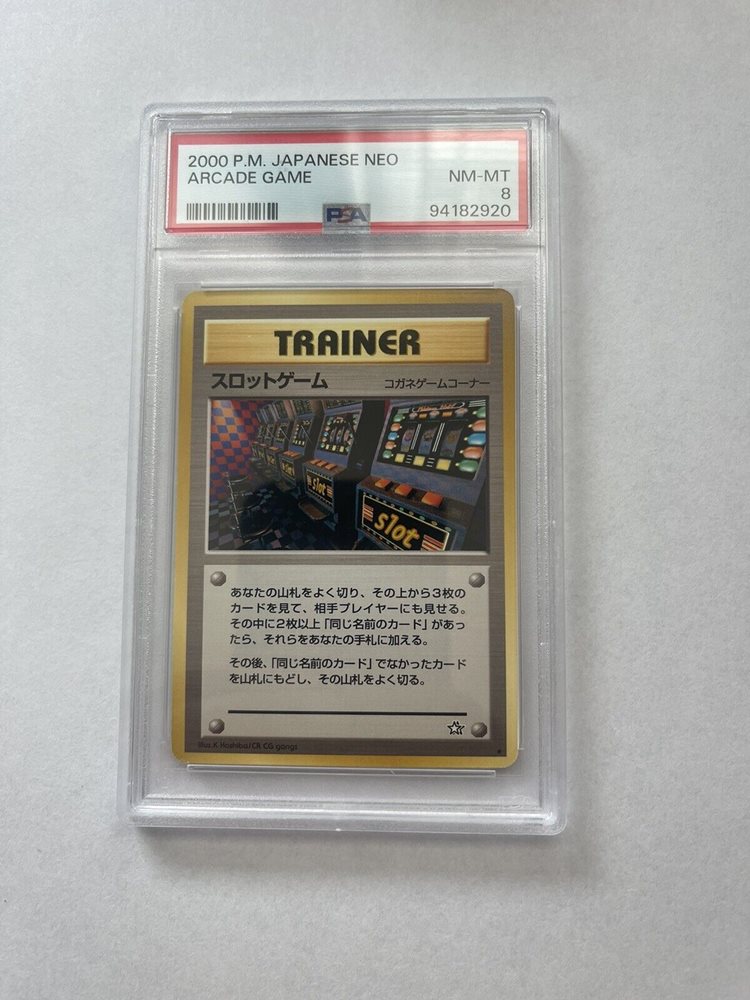 2000 P.M. JAPANESE NEO
ARCADE GAME
NM-MT
8
94182920
PSA
TRAINER
スロットゲーム
コガネゲームコーナー
slot
slot
あなたの山札をよく切り、その上から3枚の
カードを見て、相手プレイヤーにも見せる。
その中に2枚以上「同じ名前のカード」があっ
たら、それらをあなたの手札に加える。
その後、「同じ名前のカード」でなかったカード
を山札にもどし、その山札をよく切る。
Illus.K Hoshiba/CR CG gangs